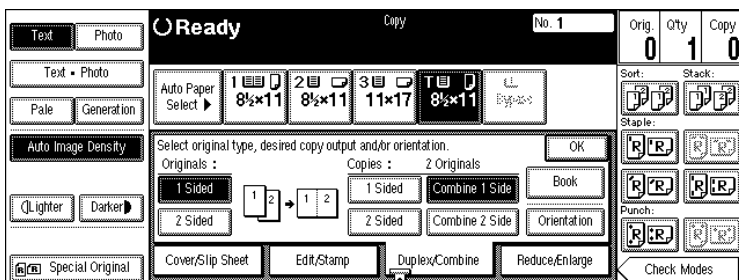 Text Photo
Text • Photo
Pale Generation
Auto Image Density
Lighter Darker
Special Original
Ready
Copy
No. 1
Auto Paper Select ▶
1 8½×11
2 8½×11
3 11×17
T 8½×11
Bypass
Select original type, desired copy output and/or orientation.
OK
Originals : Copies : 2 Originals
1 Sided 1 2 → 1 2 1 Sided Combine 1 Side Book
2 Sided 2 Sided Combine 2 Side Orientation
Cover/Slip Sheet Edit/Stamp Duplex/Combine Reduce/Enlarge
Orig. Q'ty Copy
0 1 0
Sort: Stack:
Staple:
Punch:
Check Modes